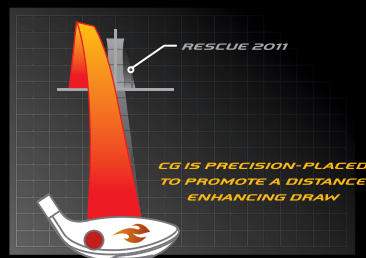 RESCUE 2011
CG IS PRECISION-PLACED
TO PROMOTE A DISTANCE
ENHANCING DRAW